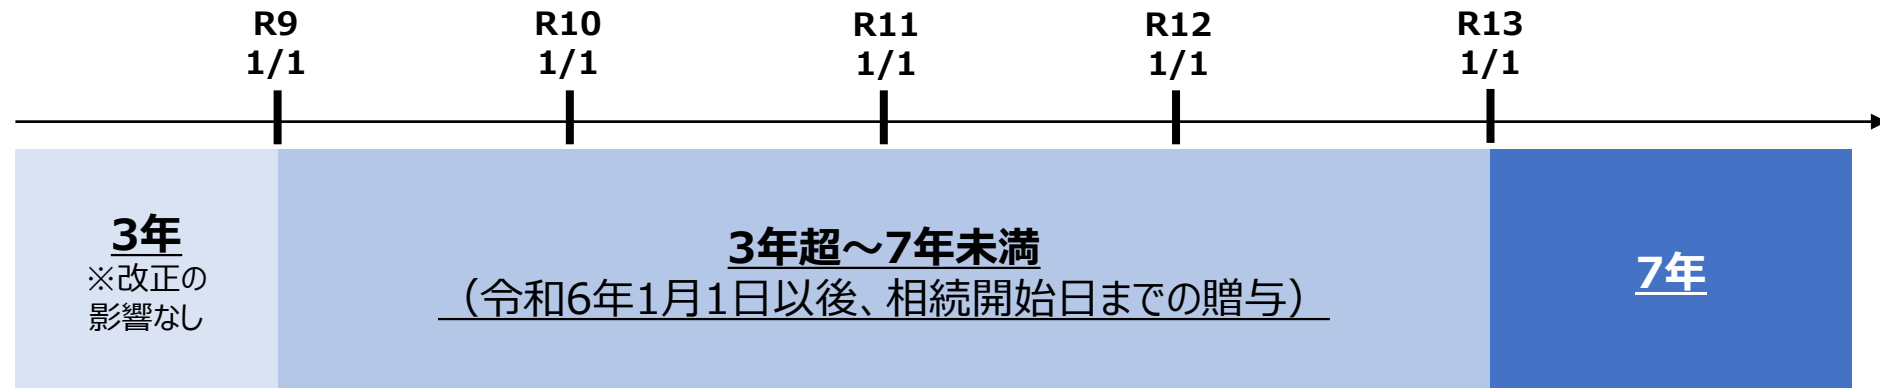 R9
1/1
R10
1/1
R11
1/1
R12
1/1
R13
1/1
3年
※改正の
影響なし
3年超～7年未満
（令和6年1月1日以後、相続開始日までの贈与）
7年